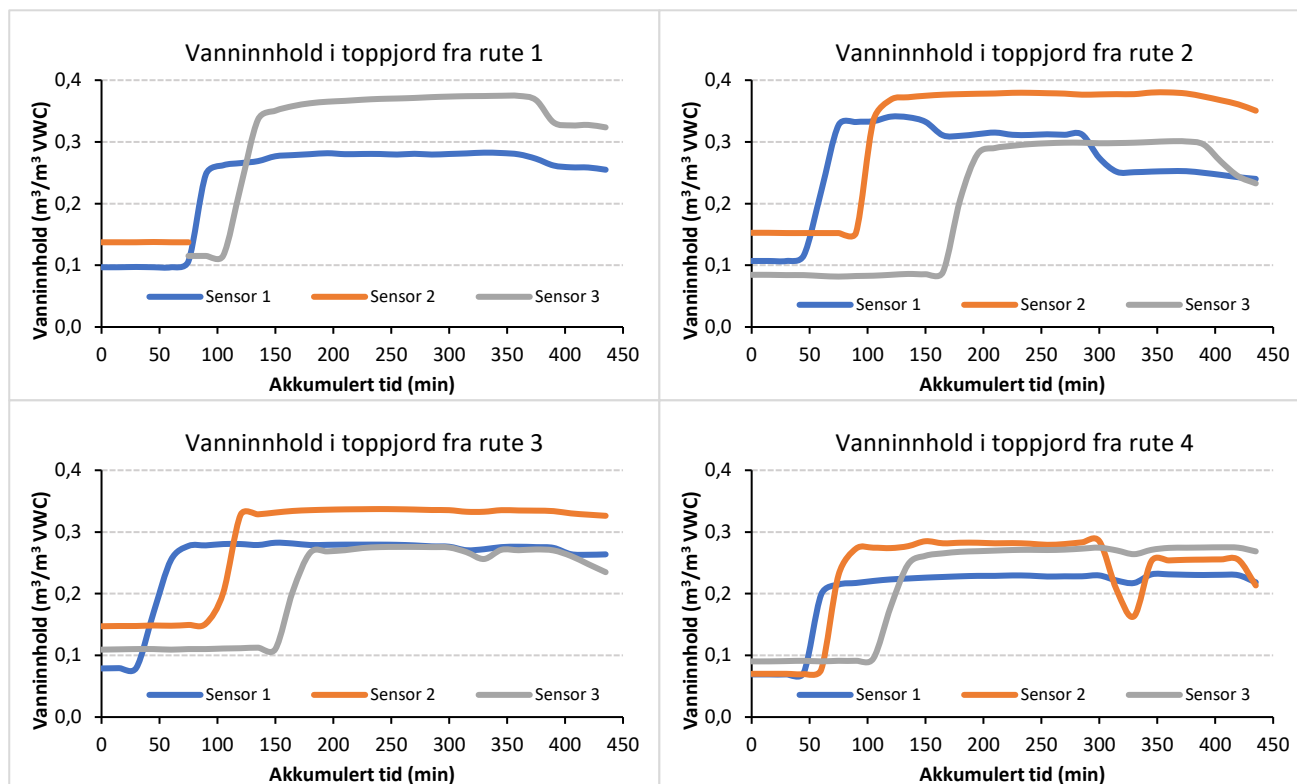 Vanninnhold i toppjord fra rute 1
Vanninnhold (m³/m³ VWC)
0,4
0,3
0,2
0,1
0,0
Sensor 1 Sensor 2 Sensor 3
0 50 100 150 200 250 300 350 400 450
Akkumulert tid (min)
Vanninnhold i toppjord fra rute 2
Vanninnhold (m³/m³ VWC)
0,4
0,3
0,2
0,1
0,0
Sensor 1 Sensor 2 Sensor 3
0 50 100 150 200 250 300 350 400 450
Akkumulert tid (min)
Vanninnhold i toppjord fra rute 3
Vanninnhold (m³/m³ VWC)
0,4
0,3
0,2
0,1
0,0
Sensor 1 Sensor 2 Sensor 3
0 50 100 150 200 250 300 350 400 450
Akkumulert tid (min)
Vanninnhold i toppjord fra rute 4
Vanninnhold (m³/m³ VWC)
0,4
0,3
0,2
0,1
0,0
Sensor 1 Sensor 2 Sensor 3
0 50 100 150 200 250 300 350 400 450
Akkumulert tid (min)